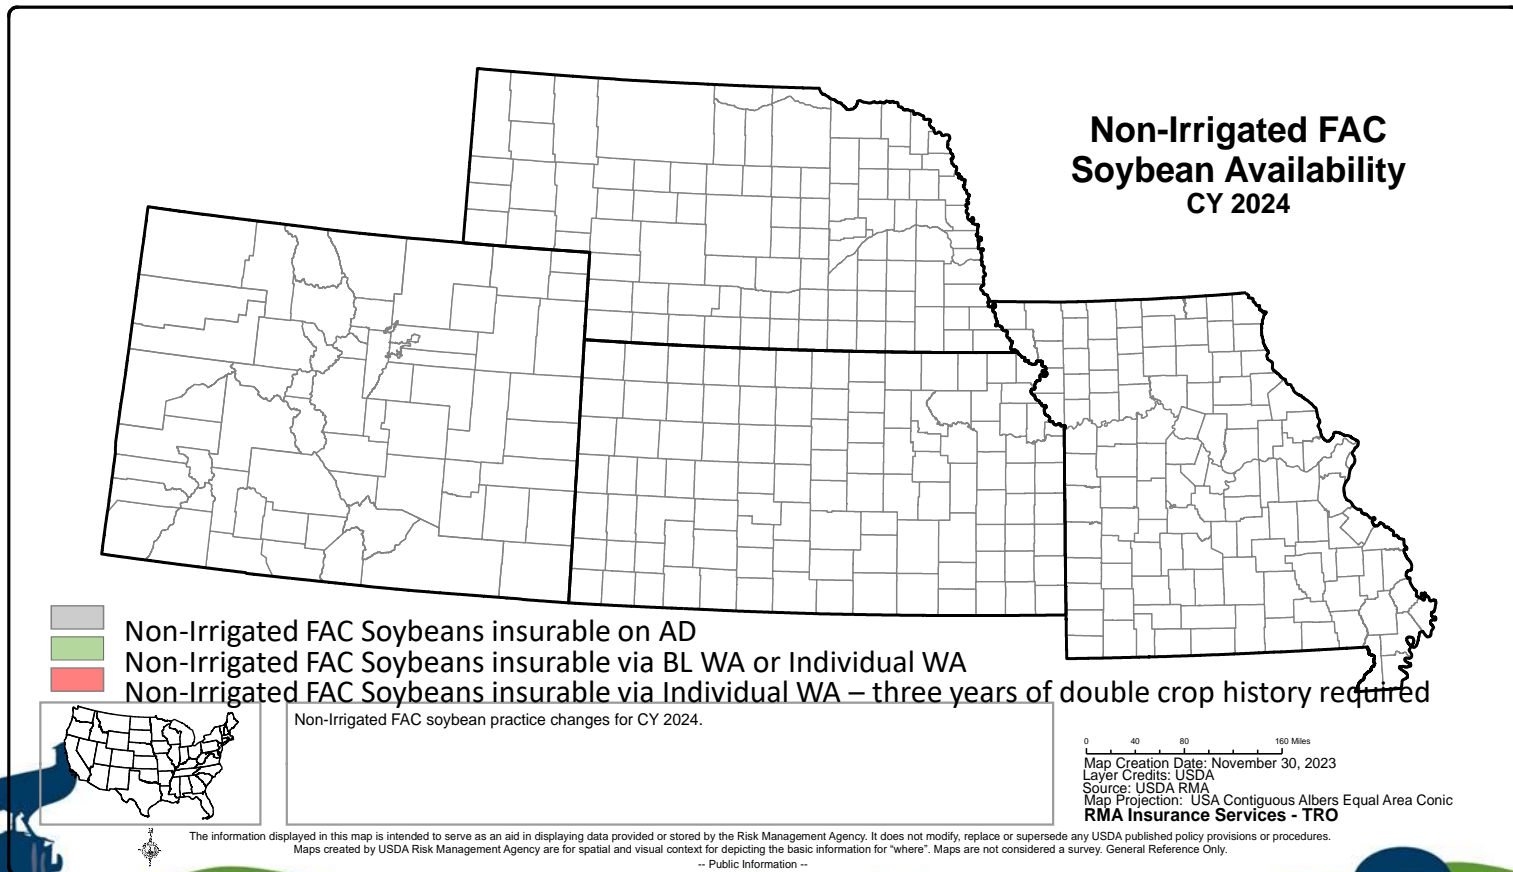 Non-Irrigated FAC
Soybean Availability
CY 2024
Non-Irrigated FAC Soybeans insurable on AD
Non-Irrigated FAC Soybeans insurable via BL WA or Individual WA
Non-Irrigated FAC Soybeans insurable via Individual WA – three years of double crop history required
Non-Irrigated FAC soybean practice changes for CY 2024.
0 40 80 160 Miles
Map Creation Date: November 30, 2023
Layer Credits: USDA
Source: USDA RMA
Map Projection: USA Contiguous Albers Equal Area Conic
RMA Insurance Services - TRO
The information displayed in this map is intended to serve as an aid in displaying data provided or stored by the Risk Management Agency. It does not modify, replace or supersede any USDA published policy provisions or procedures.
Maps created by USDA Risk Management Agency are for spatial and visual context for depicting the basic information for “where”. Maps are not considered a survey. General Reference Only.
-- Public Information --